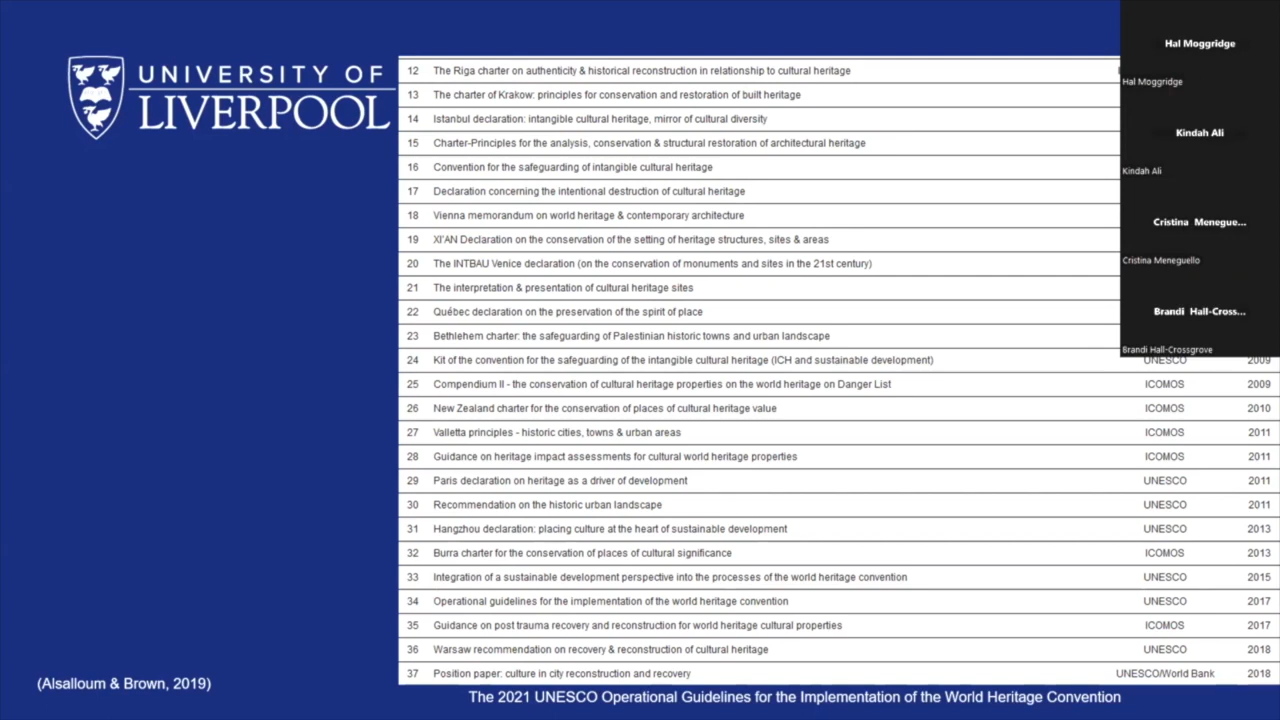 UNIVERSITY OF
LIVERPOOL
12 The Riga charter on authenticity & historical reconstruction in relationship to cultural heritage
13 The charter of Krakow: principles for conservation and restoration of built heritage
14 Istanbul declaration: intangible cultural heritage, mirror of cultural diversity
15 Charter-Principles for the analysis, conservation & structural restoration of architectural heritage
16 Convention for the safeguarding of intangible cultural heritage
17 Declaration concerning the intentional destruction of cultural heritage
18 Vienna memorandum on world heritage & contemporary architecture
19 XI'AN Declaration on the conservation of the setting of heritage structures, sites & areas
20 The INTBAU Venice declaration (on the conservation of monuments and sites in the 21st century)
21 The interpretation & presentation of cultural heritage sites
22 Québec declaration on the preservation of the spirit of place
23 Bethlehem charter: the safeguarding of Palestinian historic towns and urban landscape
24 Kit of the convention for the safeguarding of the intangible cultural heritage (ICH and sustainable development) UNESCO 2009
25 Compendium II - the conservation of cultural heritage properties on the world heritage on Danger List ICOMOS 2009
26 New Zealand charter for the conservation of places of cultural heritage value ICOMOS 2010
27 Valletta principles - historic cities, towns & urban areas ICOMOS 2011
28 Guidance on heritage impact assessments for cultural world heritage properties ICOMOS 2011
29 Paris declaration on heritage as a driver of development UNESCO 2011
30 Recommendation on the historic urban landscape UNESCO 2011
31 Hangzhou declaration: placing culture at the heart of sustainable development UNESCO 2013
32 Burra charter for the conservation of places of cultural significance ICOMOS 2013
33 Integration of a sustainable development perspective into the processes of the world heritage convention UNESCO 2015
34 Operational guidelines for the implementation of the world heritage convention UNESCO 2017
35 Guidance on post trauma recovery and reconstruction for world heritage cultural properties ICOMOS 2017
36 Warsaw recommendation on recovery & reconstruction of cultural heritage UNESCO 2018
37 Position paper: culture in city reconstruction and recovery UNESCO/World Bank 2018
(Alsalloum & Brown, 2019)
The 2021 UNESCO Operational Guidelines for the Implementation of the World Heritage Convention
Hal Moggridge
Hal Moggridge
Kindah Ali
Kindah Ali
Cristina Menegue...
Cristina Meneguello
Brandi Hall-Cross...
Brandi Hall-Crossgrove